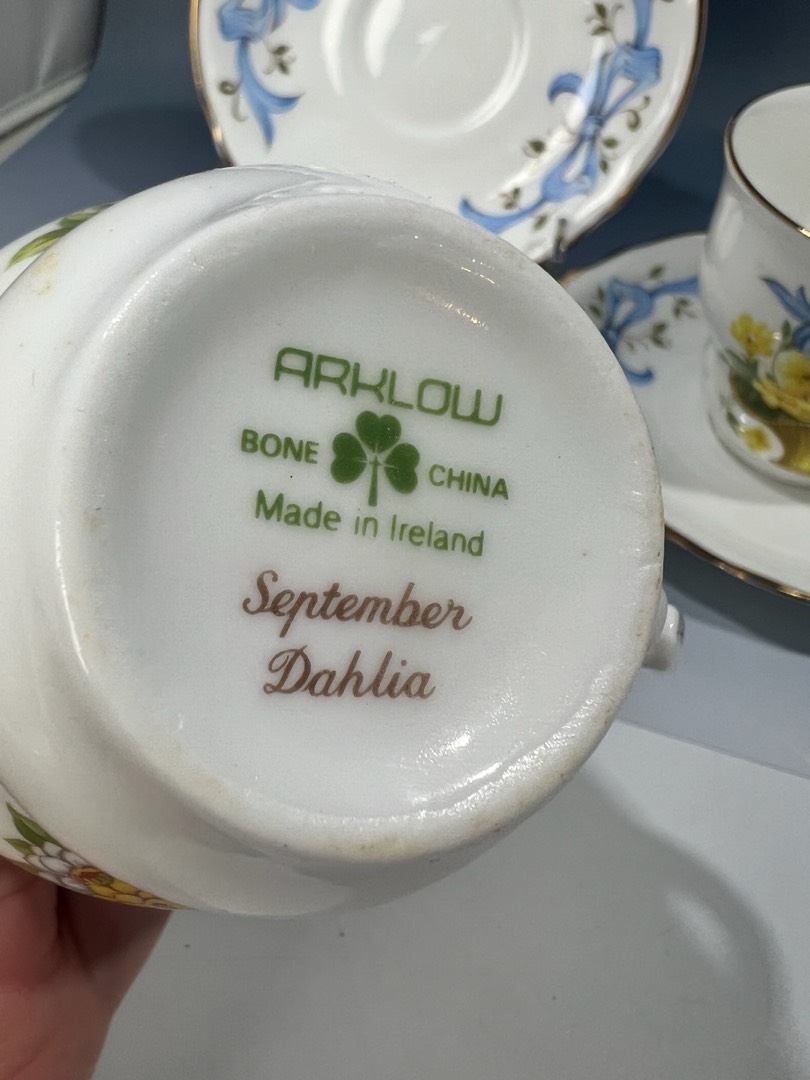 ARKLOW
BONE CHINA
Made in Ireland
September
Dahlia